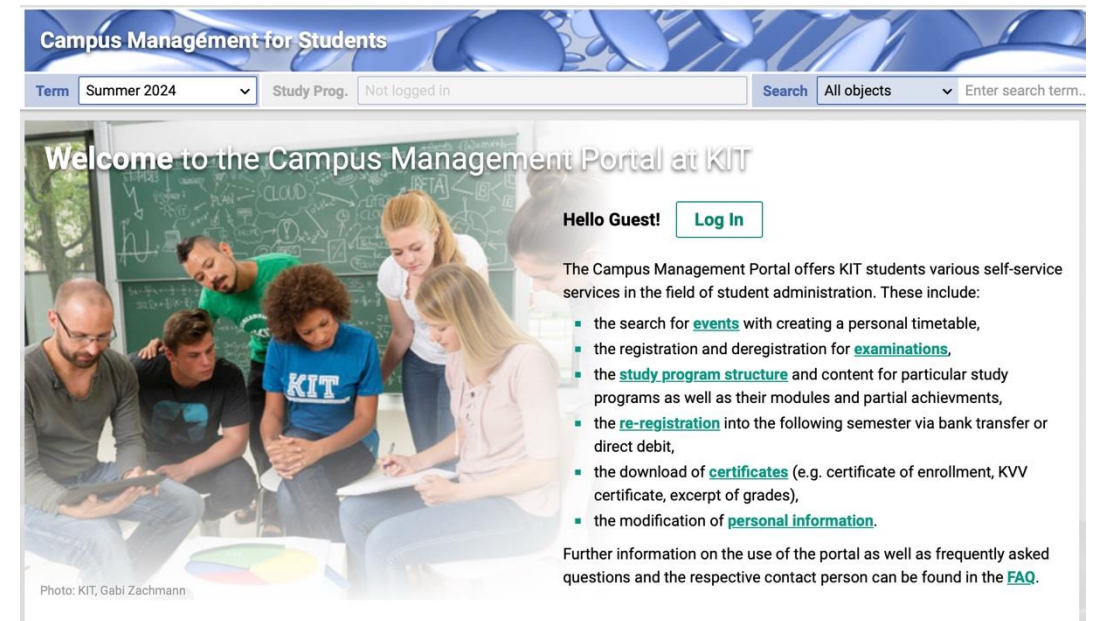 Campus Management for Students
Term Summer 2024 Study Prog. Not logged in Search All objects Enter search term..
Welcome to the Campus Management Portal at KIT
Hello Guest! Log In
The Campus Management Portal offers KIT students various self-service
services in the field of student administration. These include:
the search for events with creating a personal timetable,
the registration and deregistration for examinations,
the study program structure and content for particular study
programs as well as their modules and partial achievments,
the re-registration into the following semester via bank transfer or
direct debit,
the download of certificates (e.g. certificate of enrollment, KVV
certificate, excerpt of grades),
the modification of personal information.
Further information on the use of the portal as well as frequently asked
questions and the respective contact person can be found in the FAQ.
PLAN
CLOUD
BETA
KIT
Photo: KIT, Gabi Zachmann